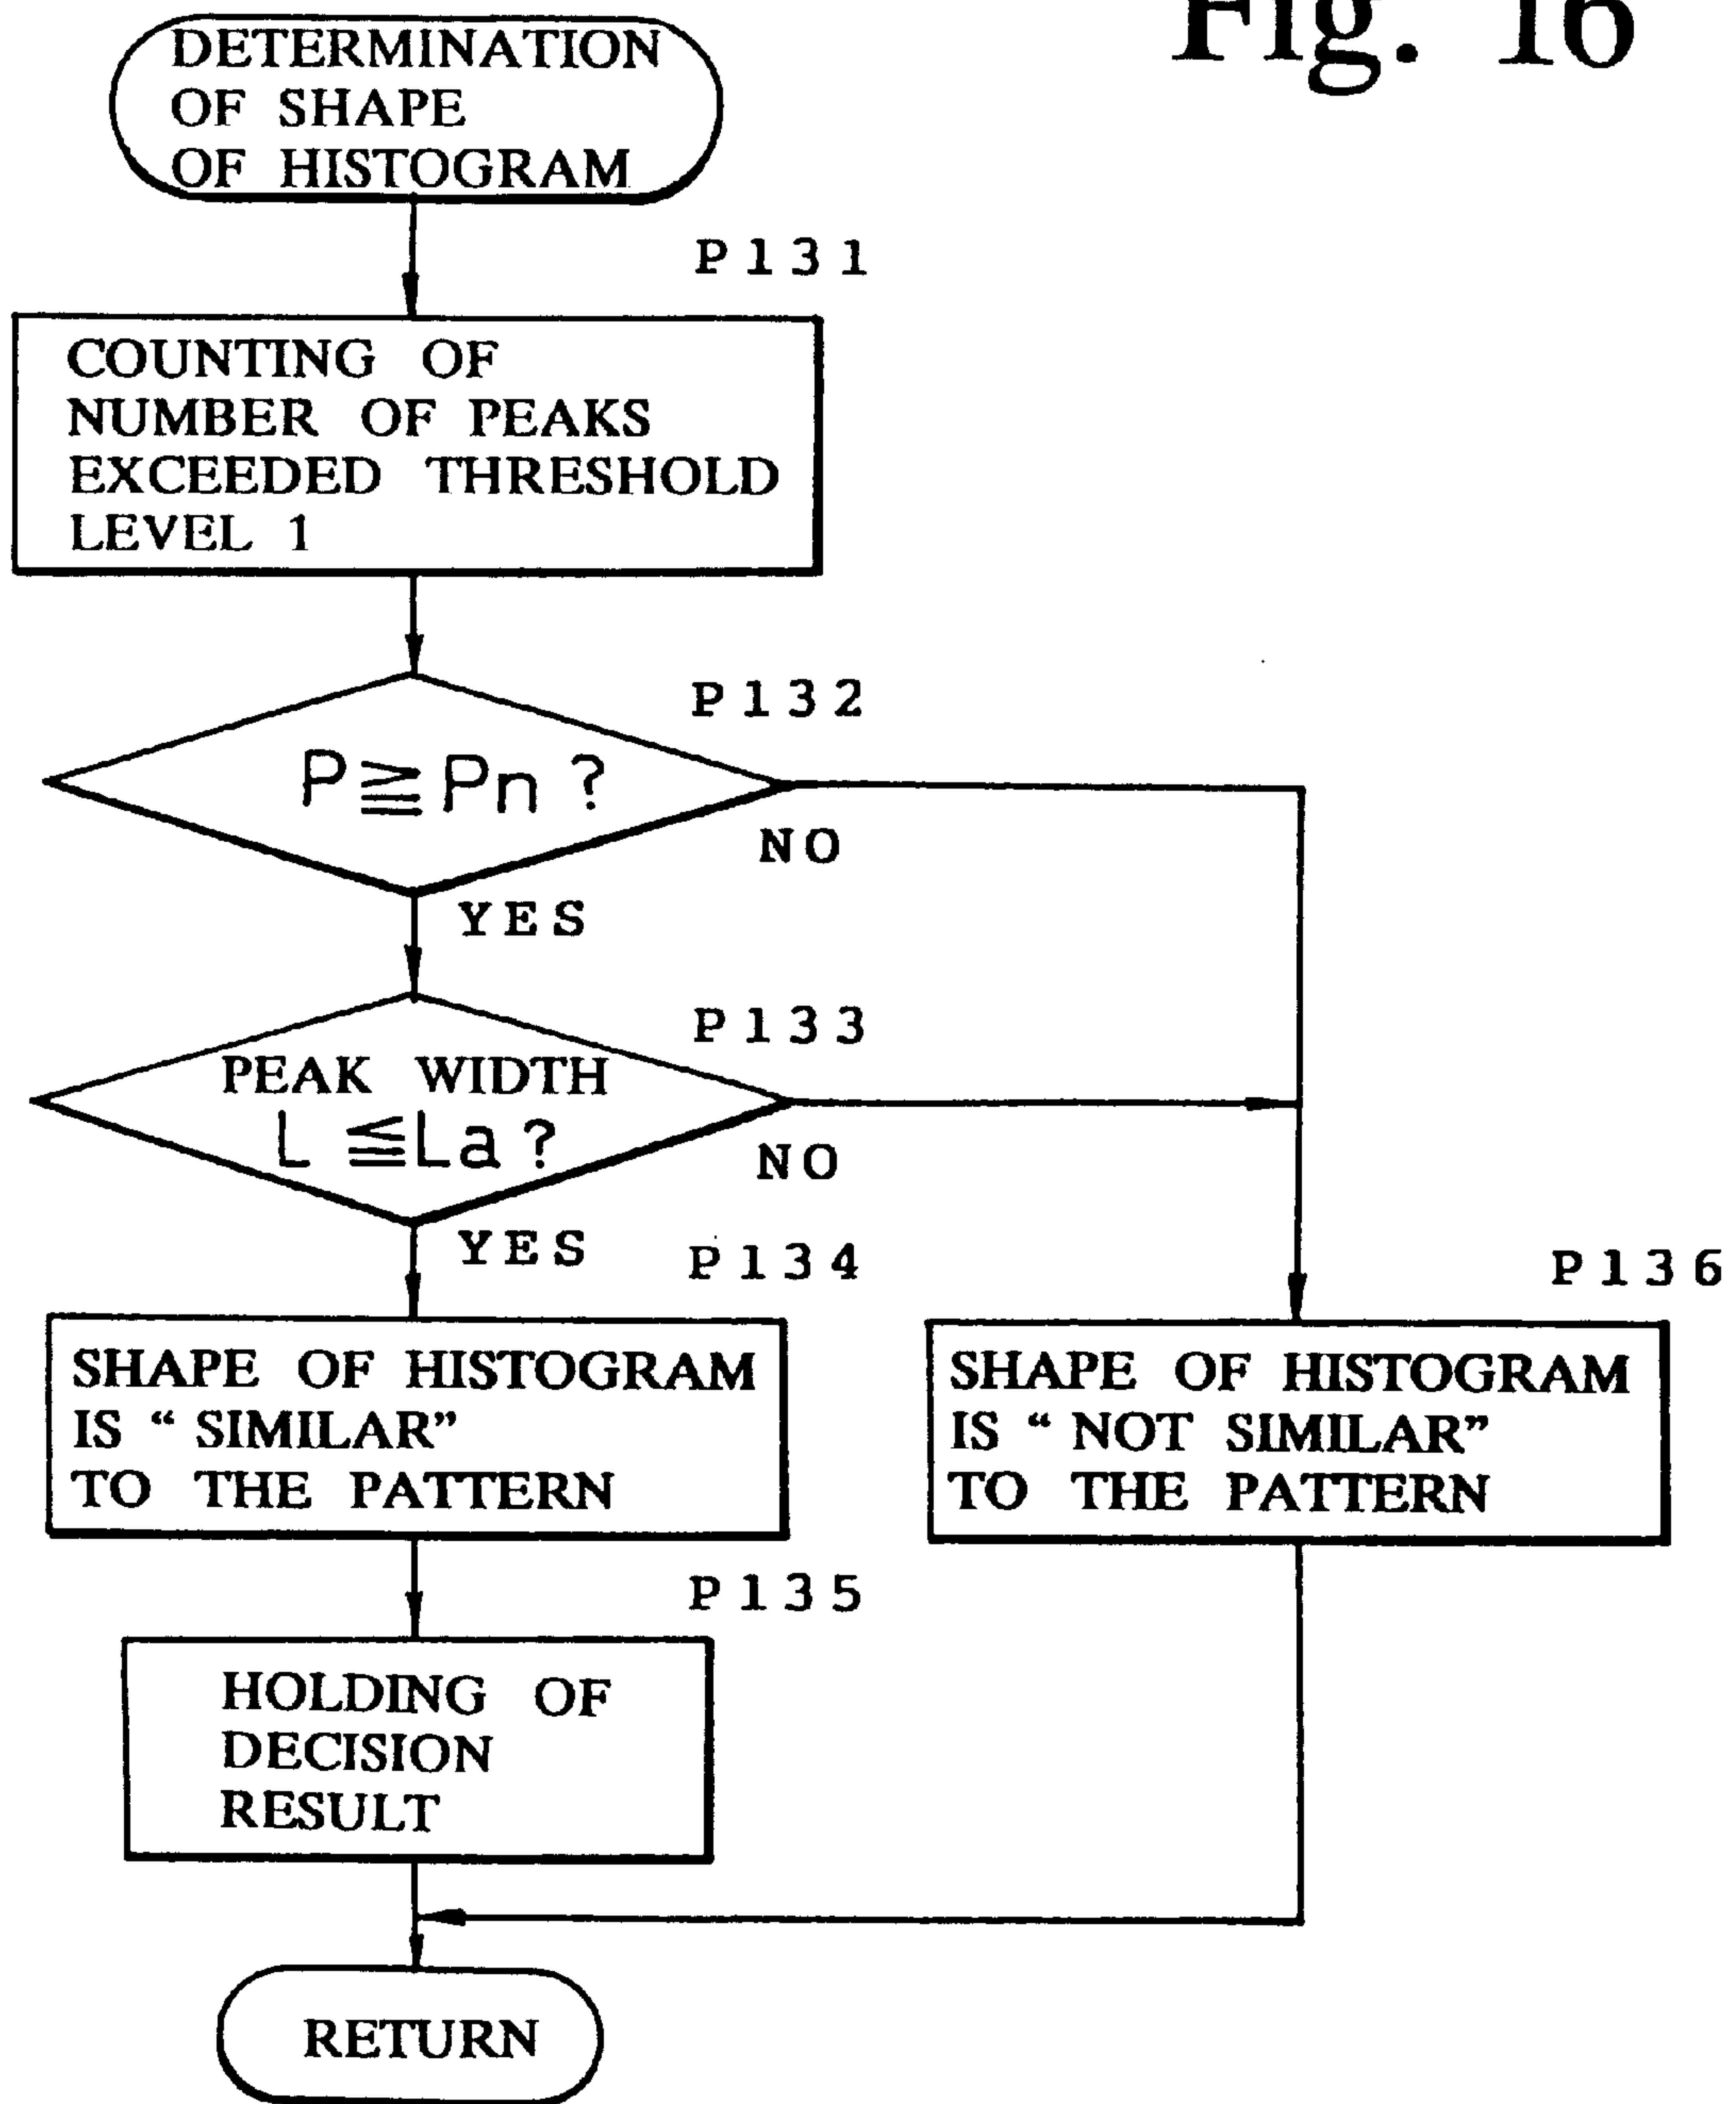 Fig. 16
DETERMINATION
OF SHAPE
OF HISTOGRAM
P131
COUNTING OF
NUMBER OF PEAKS
EXCEEDED THRESHOLD
LEVEL 1
P132
P≧Pn ?
NO
YES
P133
PEAK WIDTH
L ≦La ?
NO
YES
P134
SHAPE OF HISTOGRAM
IS “ SIMILAR”
TO THE PATTERN
P136
SHAPE OF HISTOGRAM
IS “ NOT SIMILAR”
TO THE PATTERN
P135
HOLDING OF
DECISION
RESULT
RETURN